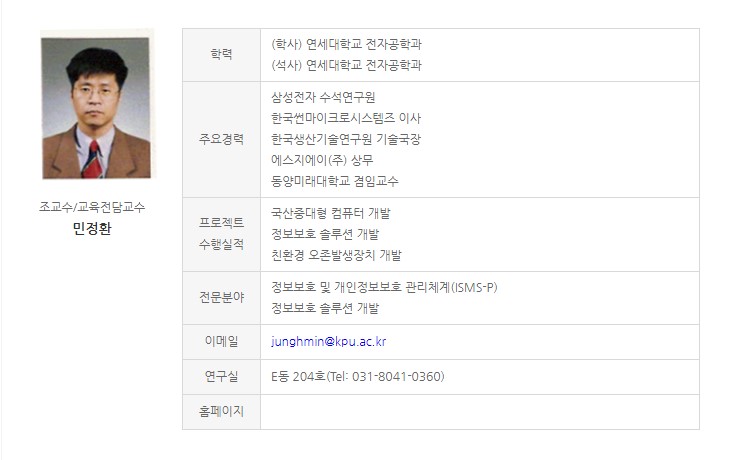 조교수/교육전담교수
민정환
학력
(학사) 연세대학교 전자공학과
(석사) 연세대학교 전자공학과
주요경력
삼성전자 수석연구원
한국썬마이크로시스템즈 이사
한국생산기술연구원 기술국장
에스지에이(주) 상무
동양미래대학교 겸임교수
프로젝트
수행실적
국산중대형 컴퓨터 개발
정보보호 솔루션 개발
친환경 오존발생장치 개발
전문분야
정보보호 및 개인정보보호 관리체계(ISMS-P)
정보보호 솔루션 개발
이메일
junghmin@kpu.ac.kr
연구실
E동 204호(Tel: 031-8041-0360)
홈페이지